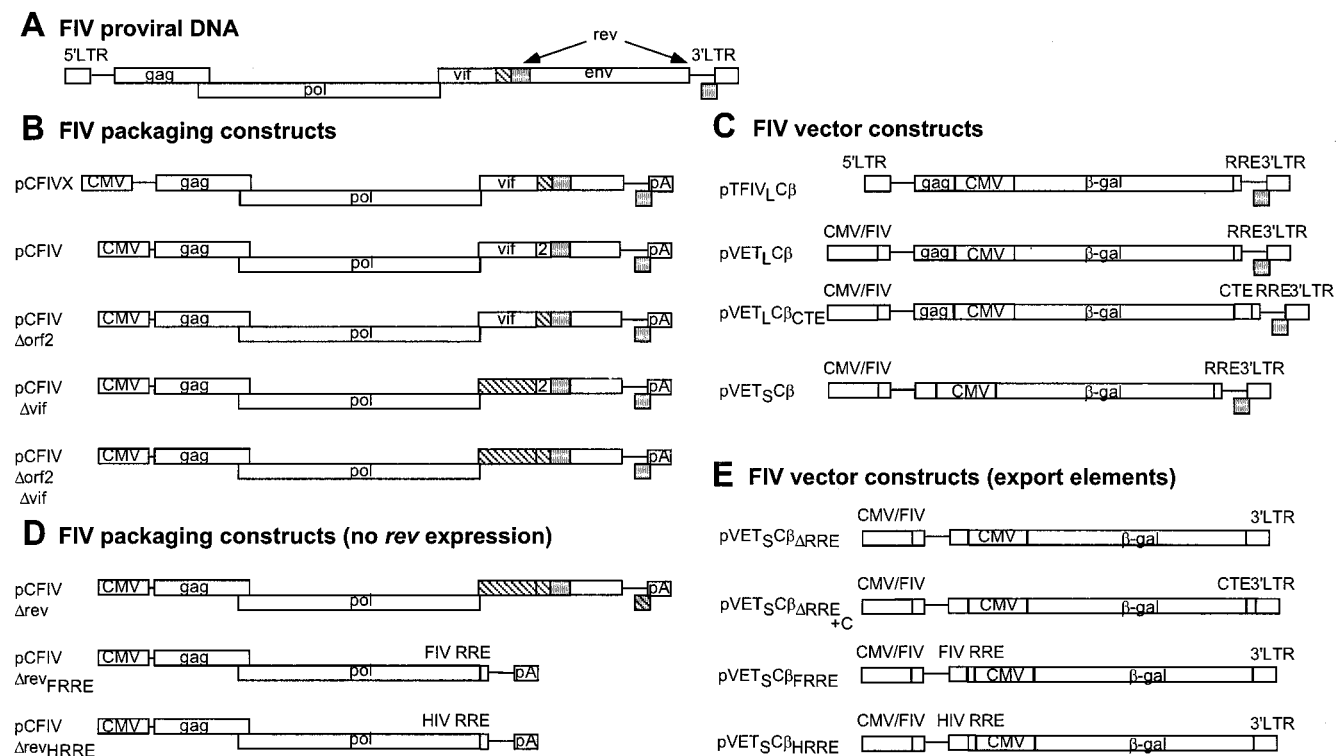 A FIV proviral DNA
rev
5'LTR 3'LTR
gag vif env
pol
B FIV packaging constructs
pCFIVX CMV gag vif pA
pol
pCFIV CMV gag vif 2 pA
pol
pCFIV CMV gag vif pA
Δorf2 pol
pCFIV CMV gag 2 pA
Δvif pol
pCFIV CMV gag pA
Δorf2 pol
Δvif
C FIV vector constructs
5'LTR RRE3'LTR
pTFIVLCβ gag CMV β-gal
CMV/FIV RRE3'LTR
pVETLCβ gag CMV β-gal
CMV/FIV CTE RRE3'LTR
pVETLCβCTE gag CMV β-gal
CMV/FIV RRE3'LTR
pVETSCβ CMV β-gal
D FIV packaging constructs (no rev expression)
pCFIV CMV gag pA
Δrev pol
pCFIV CMV gag FIV RRE
ΔrevFRRE pol pA
pCFIV CMV gag HIV RRE
ΔrevHRRE pol pA
E FIV vector constructs (export elements)
CMV/FIV 3'LTR
pVETSCβΔRRE CMV β-gal
CMV/FIV CTE3'LTR
pVETSCβΔRRE CMV β-gal
+C
CMV/FIV FIV RRE 3'LTR
pVETSCβFRRE CMV β-gal
CMV/FIV HIV RRE 3'LTR
pVETSCβHRRE CMV β-gal